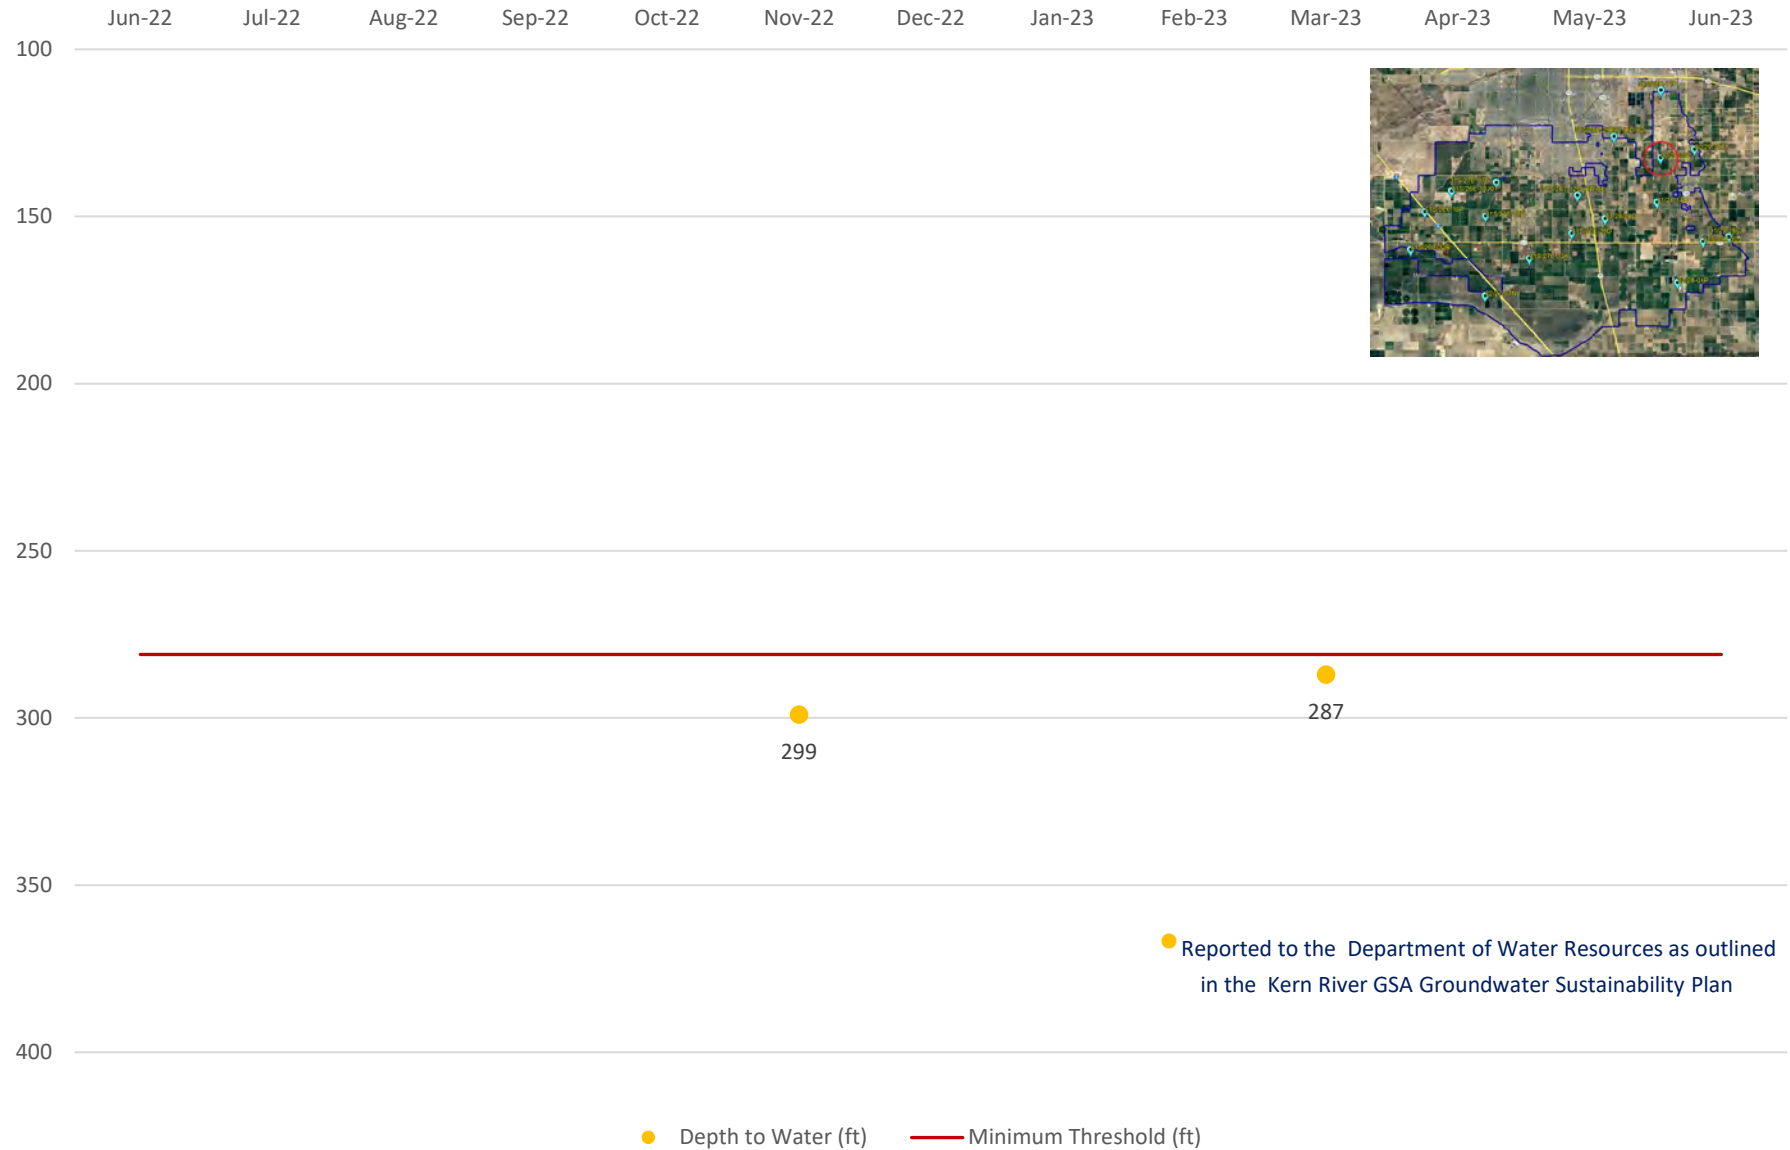 Jun-22 Jul-22 Aug-22 Sep-22 Oct-22 Nov-22 Dec-22 Jan-23 Feb-23 Mar-23 Apr-23 May-23 Jun-23
100
150
200
250
300
350
400
299
287
Reported to the Department of Water Resources as outlined
in the Kern River GSA Groundwater Sustainability Plan
Depth to Water (ft) Minimum Threshold (ft)